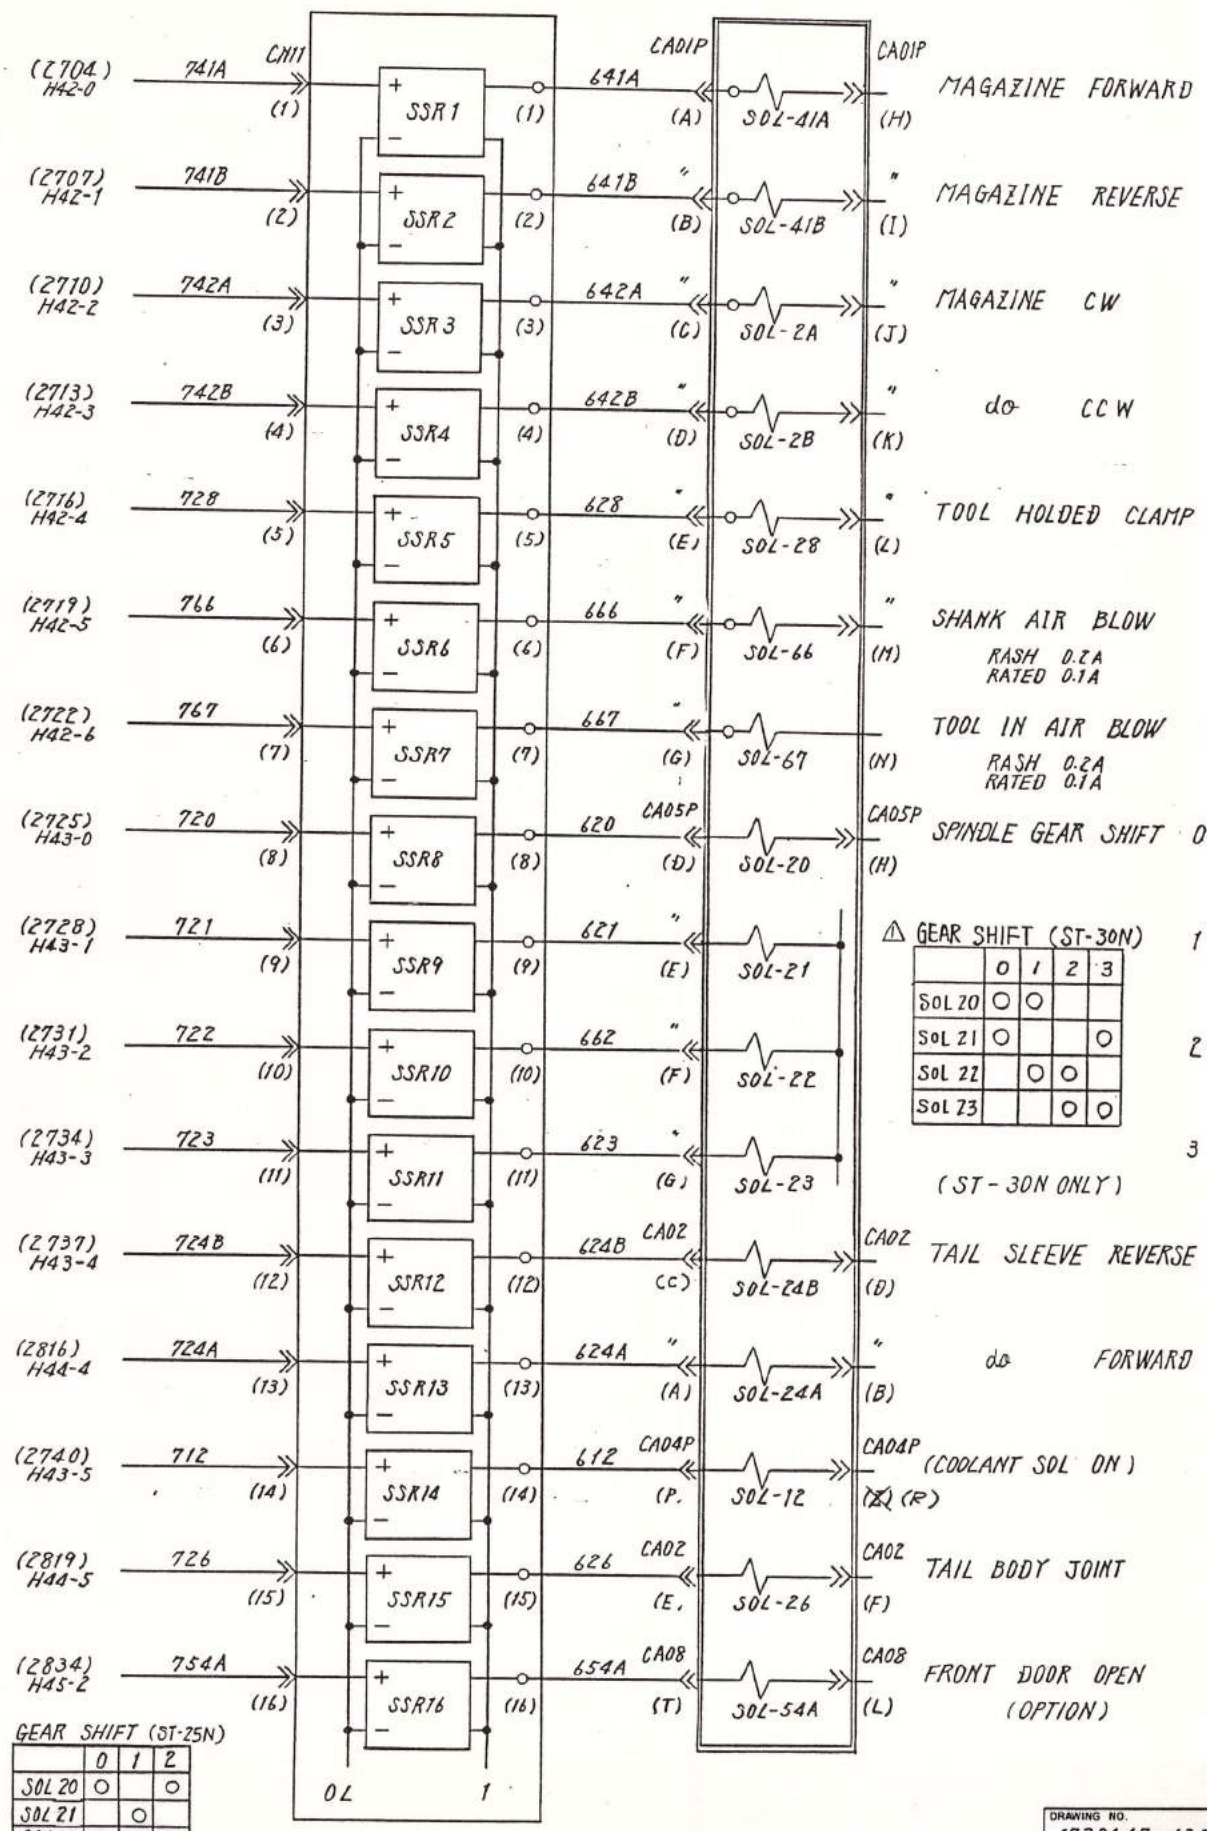 CN11 CA01P CA01P
(2704) H42-0 741A (1) + SSR1 - (1) 641A (A) SOL-41A (H) MAGAZINE FORWARD
(2707) H42-1 741B (2) + SSR2 - (2) 641B " (B) SOL-41B " (I) MAGAZINE REVERSE
(2710) H42-2 742A (3) + SSR3 - (3) 642A " (C) SOL-2A " (J) MAGAZINE CW
(2713) H42-3 742B (4) + SSR4 - (4) 642B " (D) SOL-2B " (K) do CCW
(2716) H42-4 728 (5) + SSR5 - (5) 628 " (E) SOL-28 " (L) TOOL HOLDED CLAMP
(2719) H42-5 766 (6) + SSR6 - (6) 666 " (F) SOL-66 " (M) SHANK AIR BLOW
RASH 0.2A
RATED 0.1A
(2722) H42-6 767 (7) + SSR7 - (7) 667 " (G) SOL-67 (N) TOOL IN AIR BLOW
RASH 0.2A
RATED 0.1A
(2725) H43-0 720 (8) + SSR8 - (8) 620 CA05P (D) SOL-20 CA05P (H) SPINDLE GEAR SHIFT 0
(2728) H43-1 721 (9) + SSR9 - (9) 621 " (E) SOL-21 1
(2731) H43-2 722 (10) + SSR10 - (10) 662 " (F) SOL-22 2
(2734) H43-3 723 (11) + SSR11 - (11) 623 " (G) SOL-23 3
1 GEAR SHIFT (ST-30N)
0 1 2 3
SOL 20 O O
SOL 21 O O
SOL 22 O O
SOL 23 O O
(ST-30N ONLY)
(2737) H43-4 724B (12) + SSR12 - (12) 624B CA02 (C) SOL-24B CA02 (D) TAIL SLEEVE REVERSE
(2816) H44-4 724A (13) + SSR13 - (13) 624A " (A) SOL-24A " (B) do FORWARD
(2740) H43-5 712 (14) + SSR14 - (14) 612 CA04P (P. SOL-12 CA04P (R) (COOLANT SOL ON)
(2819) H44-5 726 (15) + SSR15 - (15) 626 CA02 (E. SOL-26 CA02 (F) TAIL BODY JOINT
(2834) H45-2 754A (16) + SSR16 - (16) 654A CA08 (T) SOL-54A CA08 (L) FRONT DOOR OPEN
(OPTION)
GEAR SHIFT (ST-25N)
0 1 2
SOL 20 O O
SOL 21 O
0L 1
DRAWING NO.